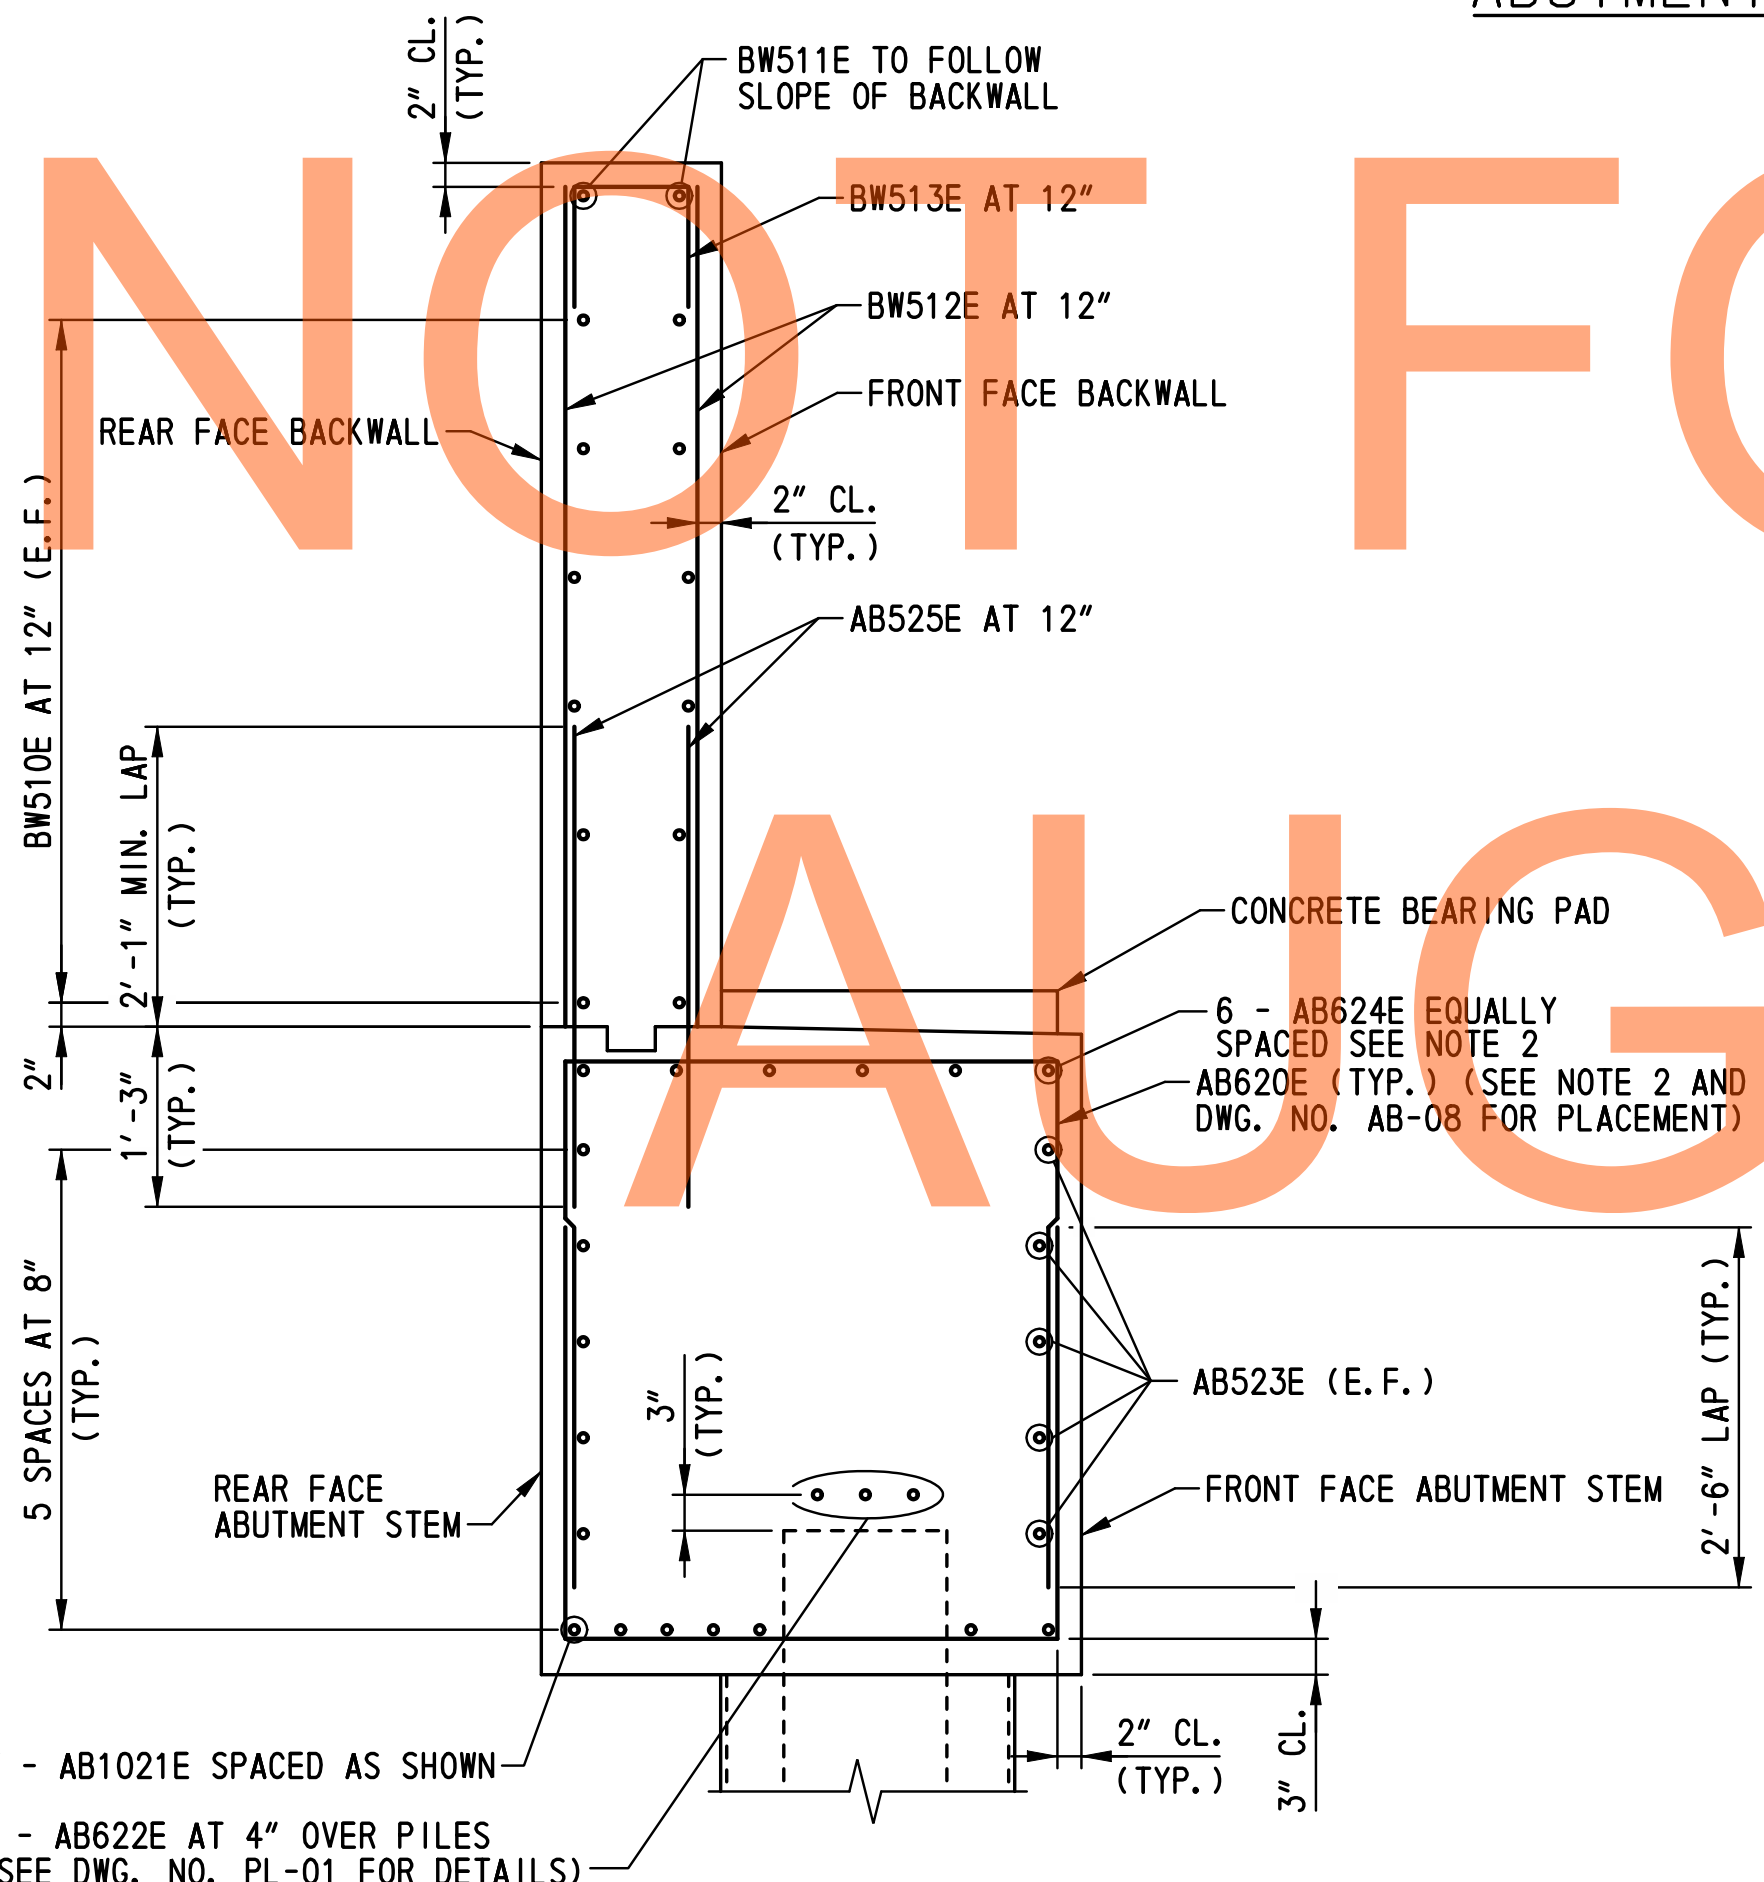 2" CL.
(TYP.)
BW511E TO FOLLOW
SLOPE OF BACKWALL
BW513E AT 12"
BW512E AT 12"
FRONT FACE BACKWALL
REAR FACE BACKWALL
2" CL.
(TYP.)
BW510E AT 12" (E.F.)
AB525E AT 12"
2'-1" MIN. LAP
(TYP.)
CONCRETE BEARING PAD
6 - AB624E EQUALLY
SPACED SEE NOTE 2
AB620E (TYP.) (SEE NOTE 2 AND
DWG. NO. AB-08 FOR PLACEMENT)
2"
1'-3"
(TYP.)
5 SPACES AT 8"
(TYP.)
3"
(TYP.)
AB523E (E.F.)
2'-6" LAP (TYP.)
REAR FACE
ABUTMENT STEM
FRONT FACE ABUTMENT STEM
2" CL.
(TYP.)
3" CL.
- AB1021E SPACED AS SHOWN
- AB622E AT 4" OVER PILES
SEE DWG. NO. PL-01 FOR DETAILS)
NOT
AUG